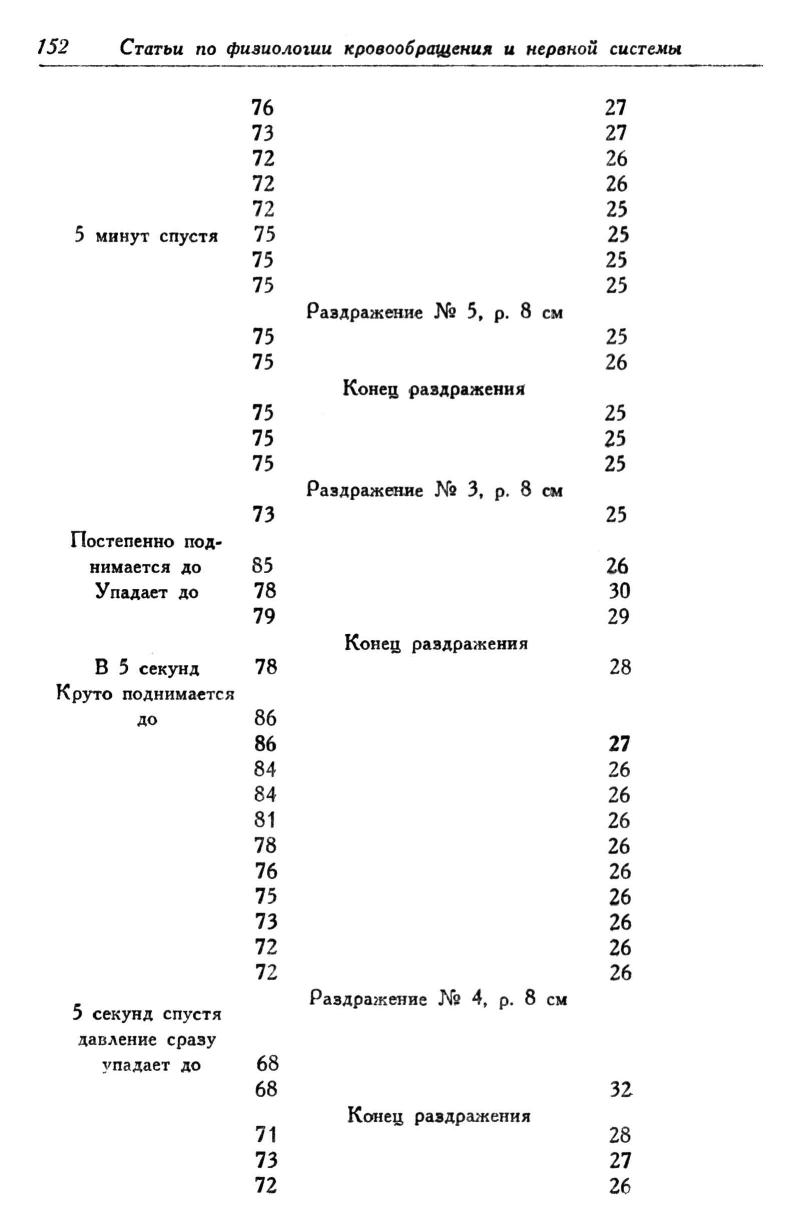 152 Статьи по физиологии кровообращения и нервной системы
76 27
73 27
72 26
72 26
72 25
5 минут спустя 75 25
75 25
75 25
Раздражение № 5, р. 8 см
75 25
75 26
Конец раздражения
75 25
75 25
75 25
Раздражение № 3, р. 8 см
73 25
Постепенно под-
нимается до 85 26
Упадает до 78 30
79 29
Конец раздражения
В 5 секунд 78 28
Круто поднимается
до 86
86 27
84 26
84 26
81 26
78 26
76 26
75 26
73 26
72 26
72 26
Раздражение № 4, р. 8 см
5 секунд спустя
давление сразу
упадает до 68
68 32
Конец раздражения
71 28
73 27
72 26